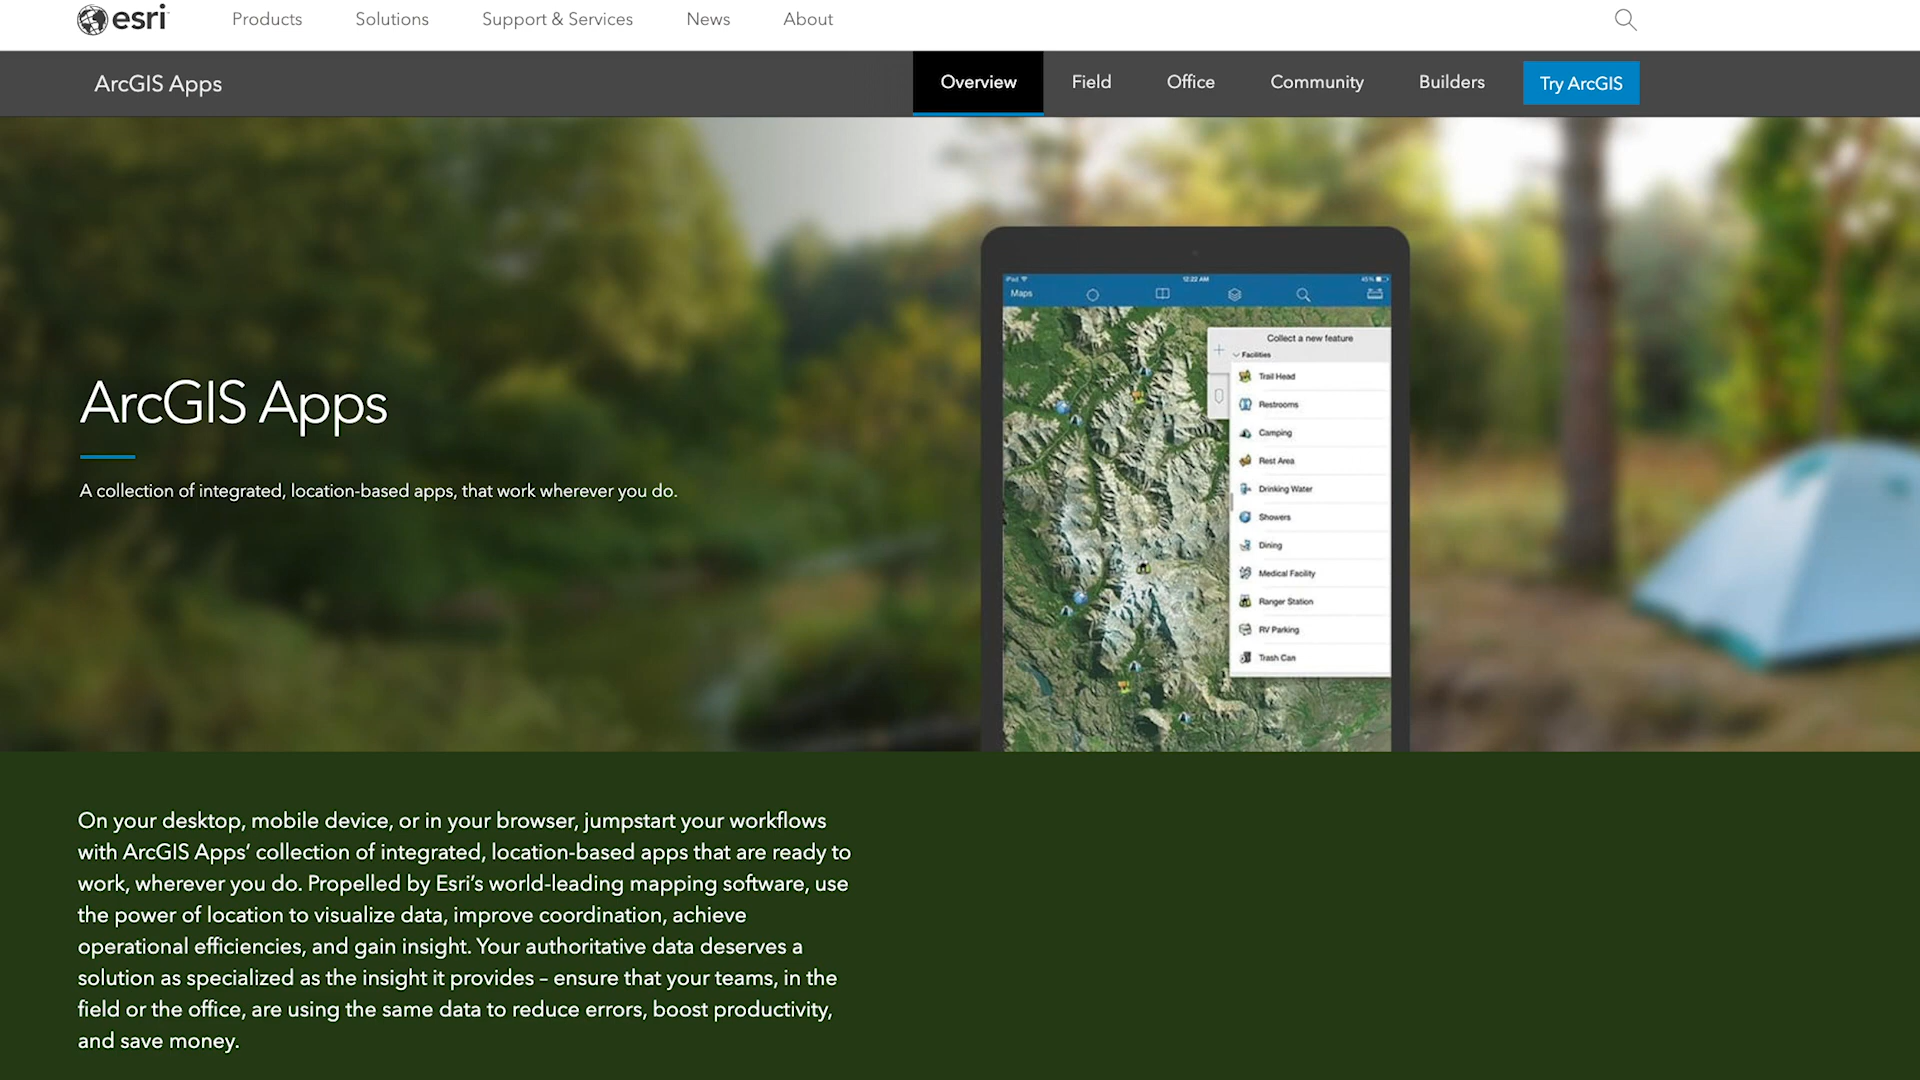 esri
Products
Solutions
Support & Services
News
About
ArcGIS Apps
Overview
Field
Office
Community
Builders
Try ArcGIS
iPad
12:22 AM
45%
Maps
Collect a new feature
Facilities
Trail Head
Restrooms
Camping
Rest Area
Drinking Water
Showers
Dining
Medical Facility
Ranger Station
RV Parking
Trash Can
ArcGIS Apps
A collection of integrated, location-based apps, that work wherever you do.
On your desktop, mobile device, or in your browser, jumpstart your workflows
with ArcGIS Apps’ collection of integrated, location-based apps that are ready to
work, wherever you do. Propelled by Esri’s world-leading mapping software, use
the power of location to visualize data, improve coordination, achieve
operational efficiencies, and gain insight. Your authoritative data deserves a
solution as specialized as the insight it provides – ensure that your teams, in the
field or the office, are using the same data to reduce errors, boost productivity,
and save money.